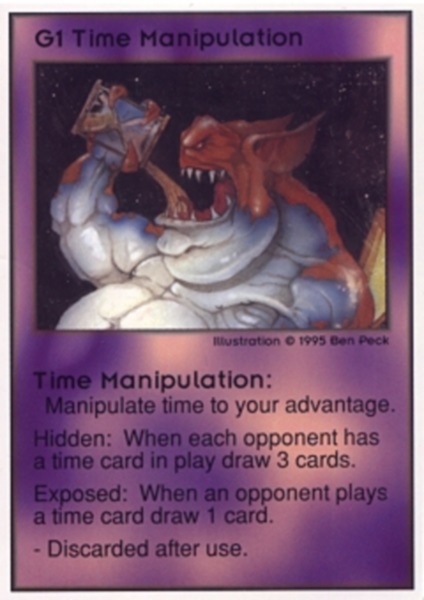 G1 Time Manipulation
Illustration © 1995 Ben Peck
Time Manipulation:
Manipulate time to your advantage.
Hidden: When each opponent has
a time card in play draw 3 cards.
Exposed: When an opponent plays
a time card draw 1 card.
- Discarded after use.